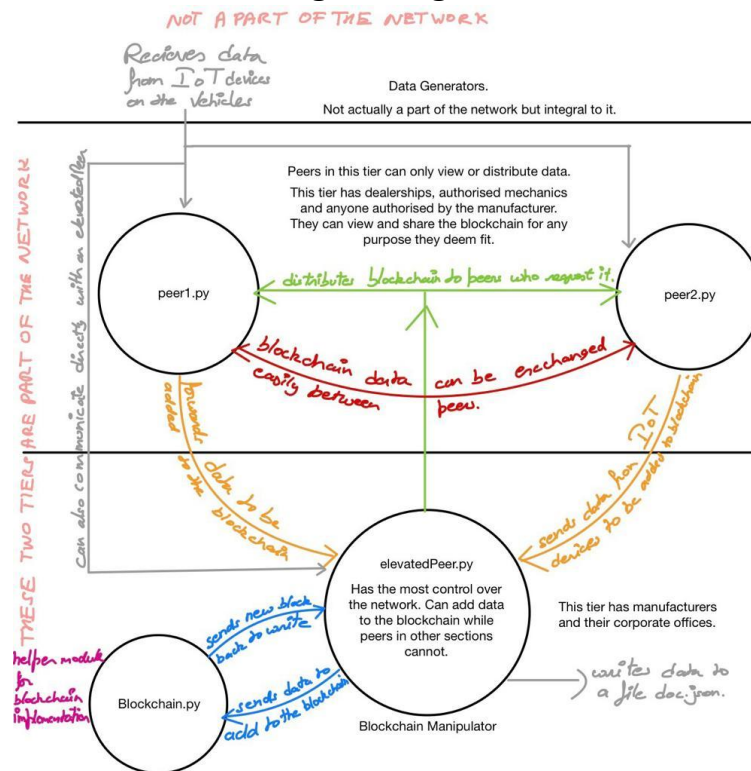 NOT A PART OF THE NETWORK
Recieves data
from IoT devices
on the vehicles
Data Generators.
Not actually a part of the network but integral to it.
THESE TWO TIERS ARE PART OF THE NETWORK
can also communicate directly with an elevatedPeer
Peers in this tier can only view or distribute data.
This tier has dealerships, authorised mechanics
and anyone authorised by the manufacturer.
They can view and share the blockchain for any
purpose they deem fit.
peer1.py
distributes blockchain to peers who request it.
peer2.py
blockchain data can be exchanged
easily between peers.
forwards data to be
added to the blockchain
sends data from IoT
devices to be added to blockchain
elevatedPeer.py
Has the most control over
the network. Can add data
to the blockchain while
peers in other sections
cannot.
This tier has manufacturers
and their corporate offices.
sends new block
back to write
helper module
for
blockchain
implementation
Blockchain.py
sends data to
add to the blockchain
writes data to
a file doc.json.
Blockchain Manipulator